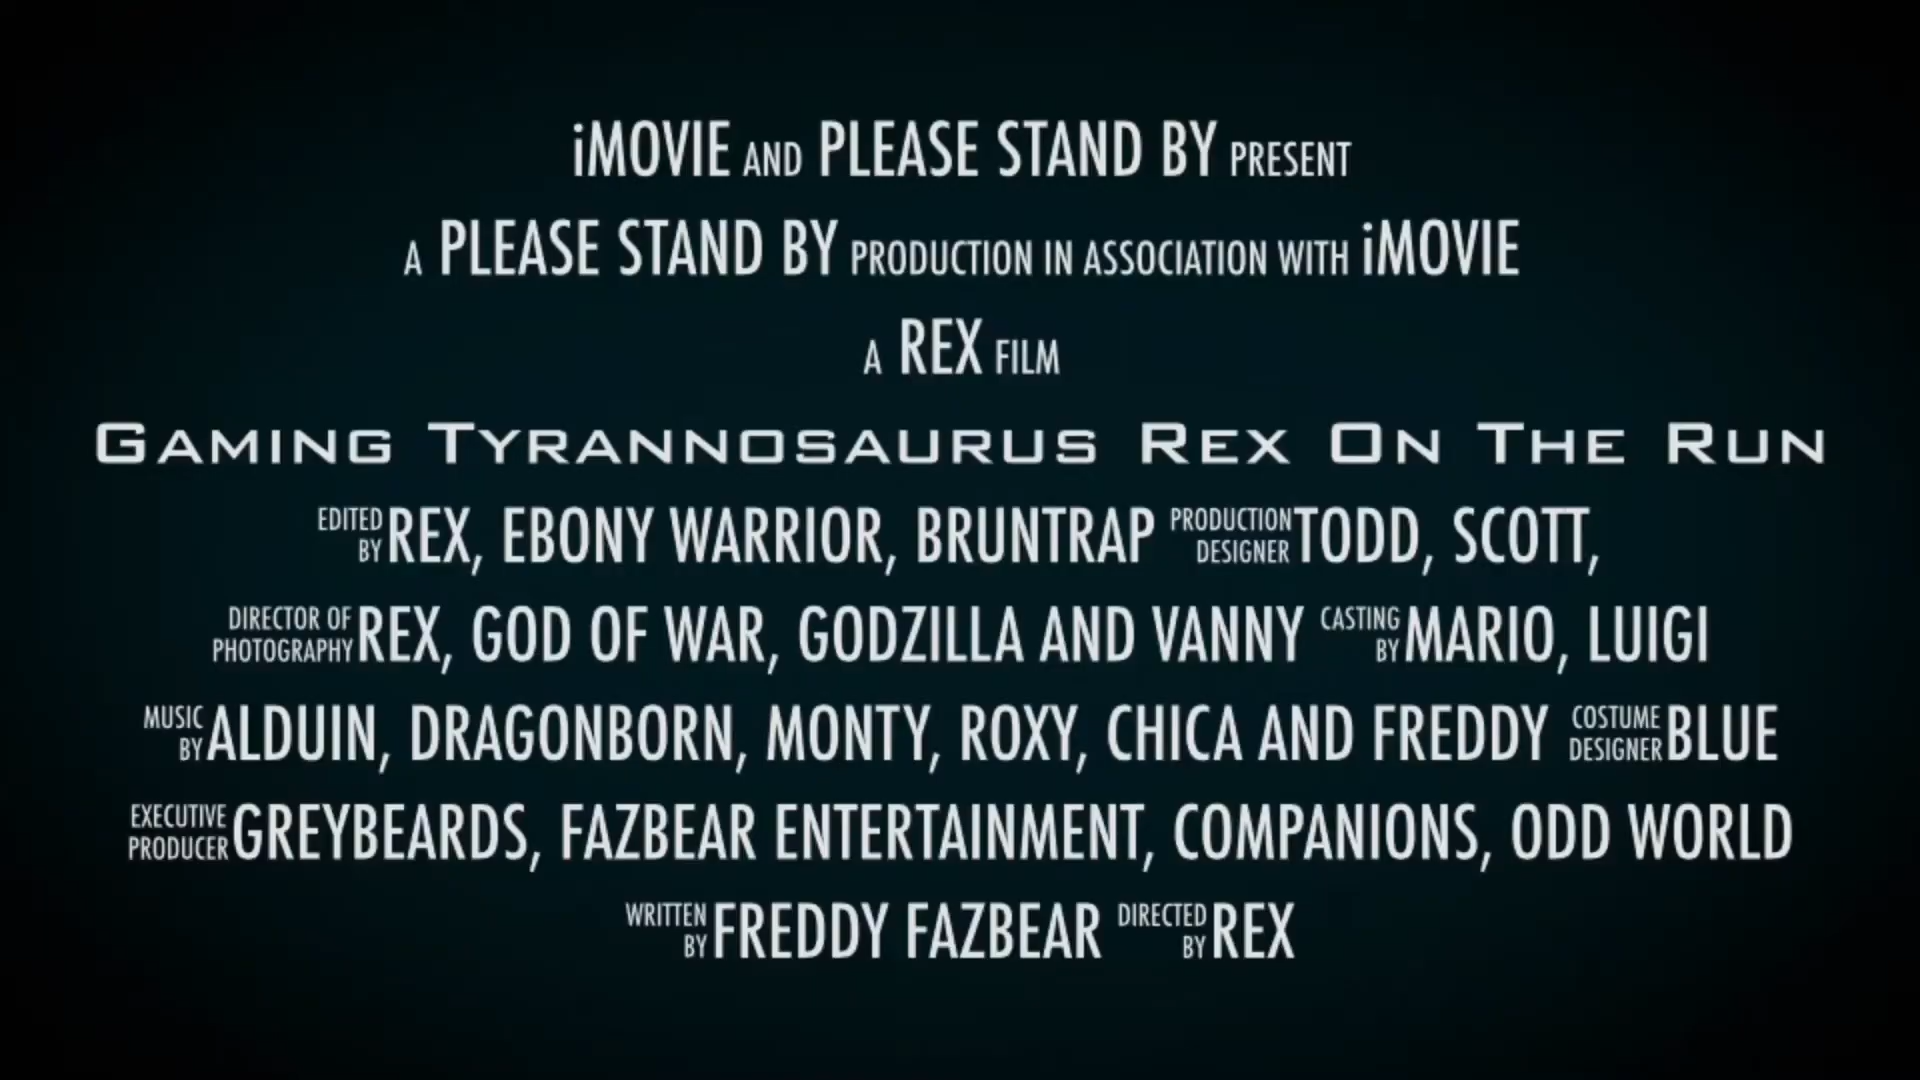 iMOVIE AND PLEASE STAND BY PRESENT
A PLEASE STAND BY PRODUCTION IN ASSOCIATION WITH iMOVIE
A REX FILM
GAMING TYRANNOSAURUS REX ON THE RUN
EDITED BY REX, EBONY WARRIOR, BRUNTRAP PRODUCTION DESIGNER TODD, SCOTT,
DIRECTOR OF PHOTOGRAPHY REX, GOD OF WAR, GODZILLA AND VANNY CASTING BY MARIO, LUIGI
MUSIC BY ALDUIN, DRAGONBORN, MONTY, ROXY, CHICA AND FREDDY COSTUME DESIGNER BLUE
EXECUTIVE PRODUCER GREYBEARDS, FAZBEAR ENTERTAINMENT, COMPANIONS, ODD WORLD
WRITTEN BY FREDDY FAZBEAR DIRECTED BY REX